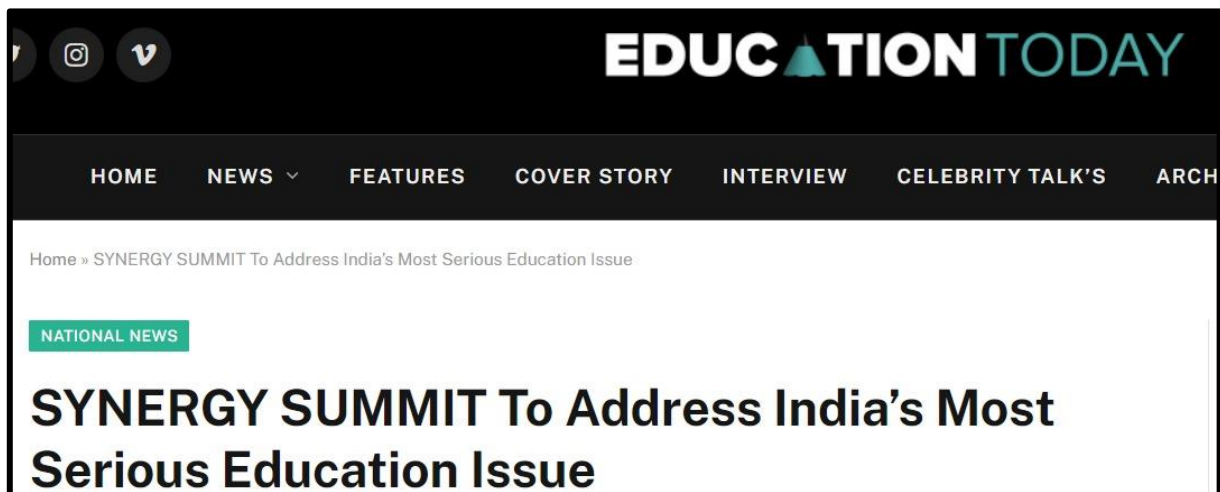 EDUCATION TODAY
HOME NEWS FEATURES COVER STORY INTERVIEW CELEBRITY TALK’S ARCH
Home » SYNERGY SUMMIT To Address India’s Most Serious Education Issue
NATIONAL NEWS
SYNERGY SUMMIT To Address India’s Most
Serious Education Issue